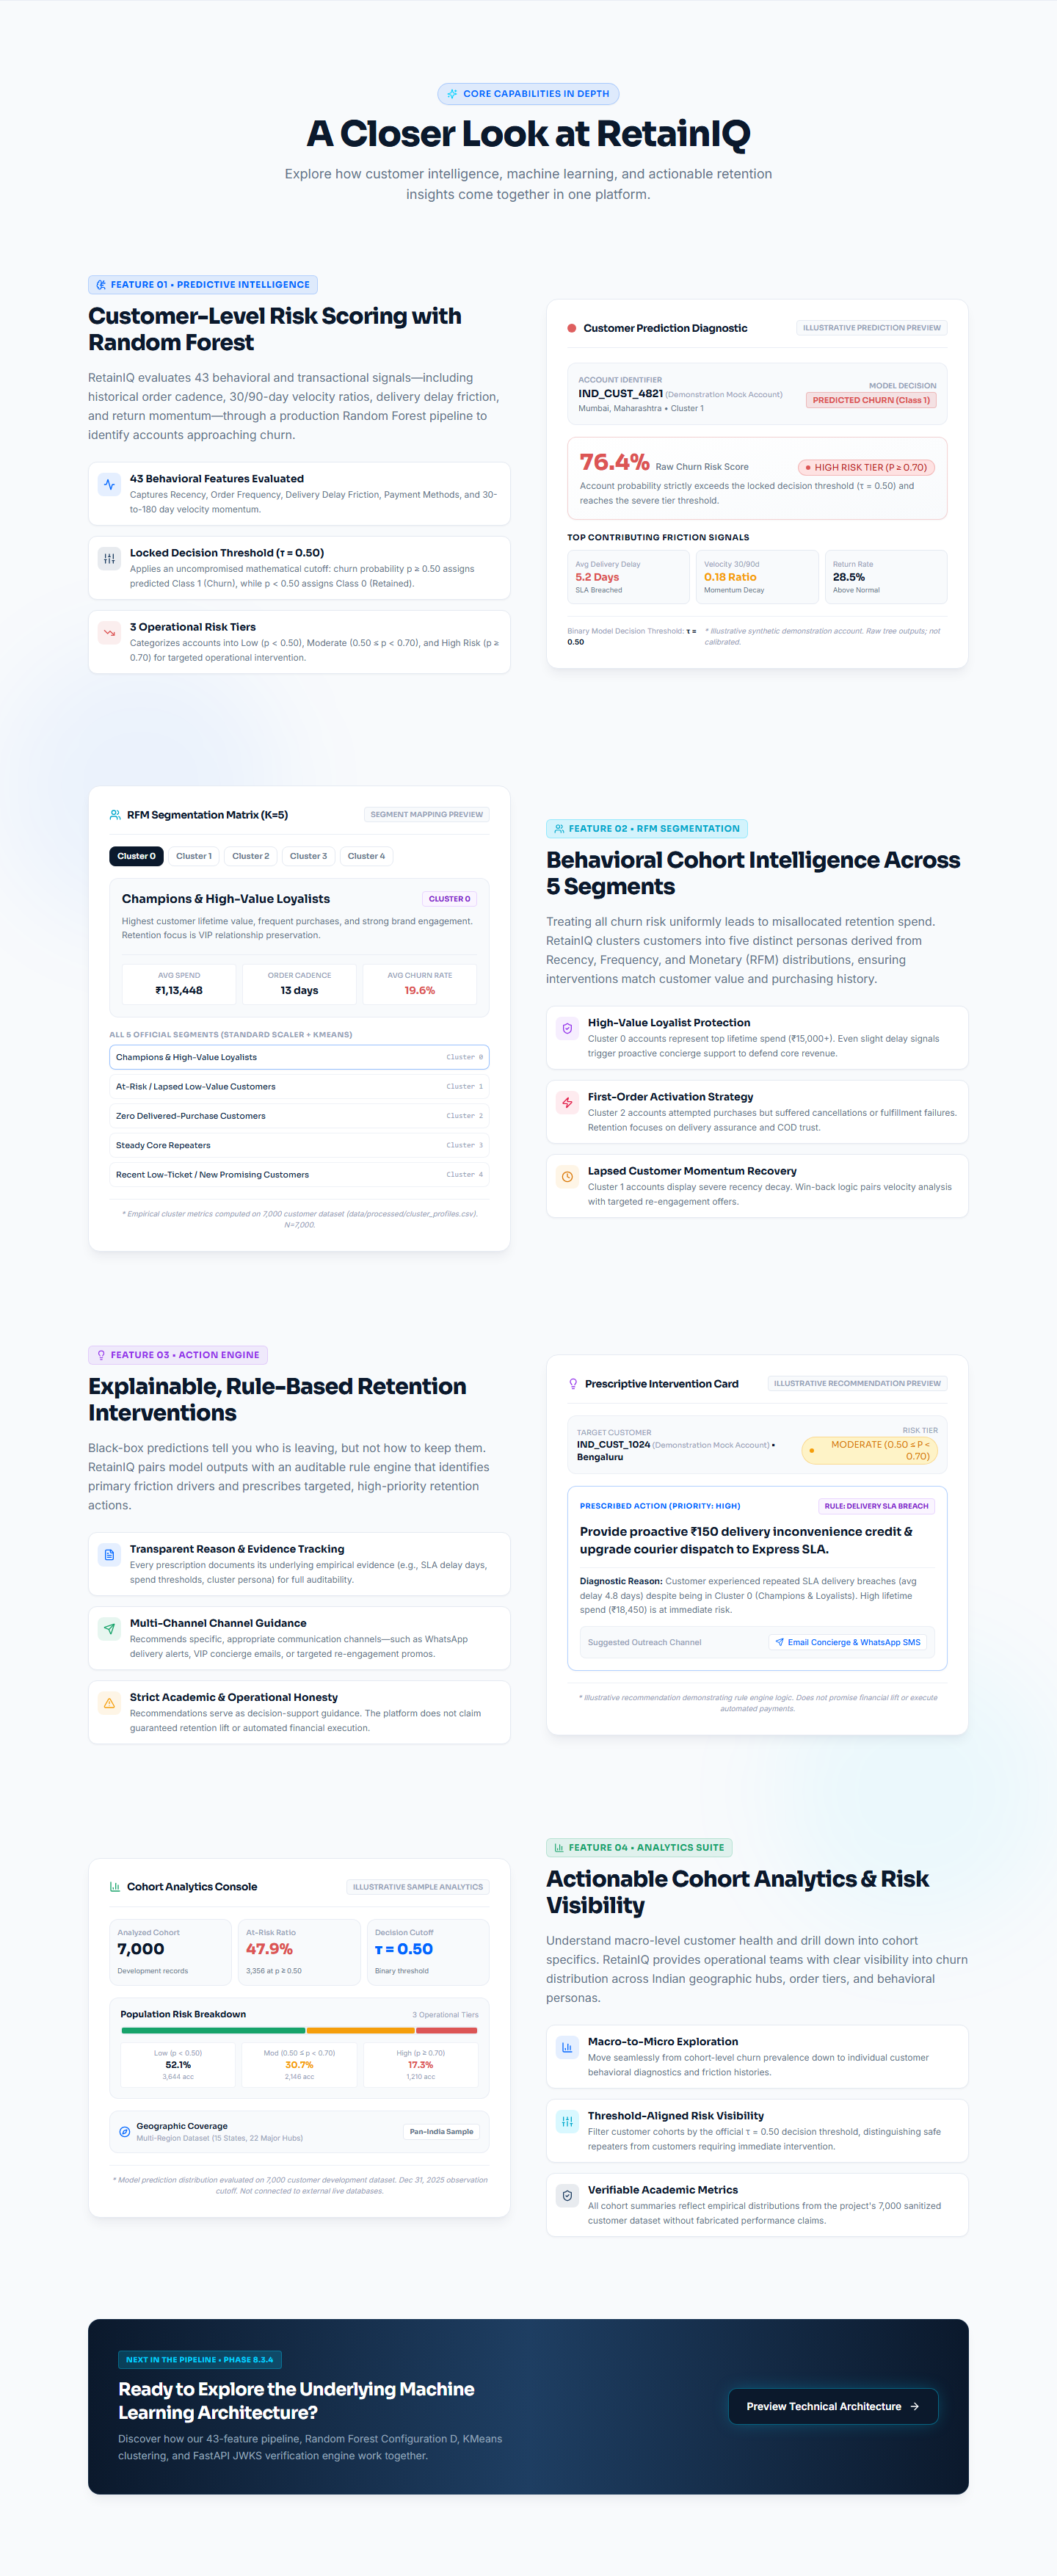 CORE CAPABILITIES IN DEPTH
A Closer Look at RetainIQ
Explore how customer intelligence, machine learning, and actionable retention
insights come together in one platform.
FEATURE 01 • PREDICTIVE INTELLIGENCE
Customer-Level Risk Scoring with
Random Forest
RetainIQ evaluates 43 behavioral and transactional signals—including
historical order cadence, 30/90-day velocity ratios, delivery delay friction,
and return momentum—through a production Random Forest pipeline to
identify accounts approaching churn.
43 Behavioral Features Evaluated
Captures Recency, Order Frequency, Delivery Delay Friction, Payment Methods, and 30-
to-180 day velocity momentum.
Locked Decision Threshold (τ = 0.50)
Applies an uncompromised mathematical cutoff: churn probability p ≥ 0.50 assigns
predicted Class 1 (Churn), while p < 0.50 assigns Class 0 (Retained).
3 Operational Risk Tiers
Categorizes accounts into Low (p < 0.50), Moderate (0.50 ≤ p < 0.70), and High Risk (p ≥
0.70) for targeted operational intervention.
Customer Prediction Diagnostic
ILLUSTRATIVE PREDICTION PREVIEW
ACCOUNT IDENTIFIER
IND_CUST_4821 (Demonstration Mock Account)
Mumbai, Maharashtra • Cluster 1
MODEL DECISION
PREDICTED CHURN (Class 1)
76.4% Raw Churn Risk Score
HIGH RISK TIER (P ≥ 0.70)
Account probability strictly exceeds the locked decision threshold (τ = 0.50) and
reaches the severe tier threshold.
TOP CONTRIBUTING FRICTION SIGNALS
Avg Delivery Delay
5.2 Days
SLA Breached
Velocity 30/90d
0.18 Ratio
Momentum Decay
Return Rate
28.5%
Above Normal
Binary Model Decision Threshold: τ =
0.50
* Illustrative synthetic demonstration account. Raw tree outputs; not
calibrated.
RFM Segmentation Matrix (K=5)
SEGMENT MAPPING PREVIEW
Cluster 0
Cluster 1
Cluster 2
Cluster 3
Cluster 4
Champions & High-Value Loyalists
CLUSTER 0
Highest customer lifetime value, frequent purchases, and strong brand engagement.
Retention focus is VIP relationship preservation.
AVG SPEND
₹1,13,448
ORDER CADENCE
13 days
AVG CHURN RATE
19.6%
ALL 5 OFFICIAL SEGMENTS (STANDARD SCALER + KMEANS)
Champions & High-Value Loyalists
Cluster 0
At-Risk / Lapsed Low-Value Customers
Cluster 1
Zero Delivered-Purchase Customers
Cluster 2
Steady Core Repeaters
Cluster 3
Recent Low-Ticket / New Promising Customers
Cluster 4
* Empirical cluster metrics computed on 7,000 customer dataset (data/processed/cluster_profiles.csv).
N=7,000.
FEATURE 02 • RFM SEGMENTATION
Behavioral Cohort Intelligence Across
5 Segments
Treating all churn risk uniformly leads to misallocated retention spend.
RetainIQ clusters customers into five distinct personas derived from
Recency, Frequency, and Monetary (RFM) distributions, ensuring
interventions match customer value and purchasing history.
High-Value Loyalist Protection
Cluster 0 accounts represent top lifetime spend (₹15,000+). Even slight delay signals
trigger proactive concierge support to defend core revenue.
First-Order Activation Strategy
Cluster 2 accounts attempted purchases but suffered cancellations or fulfillment failures.
Retention focuses on delivery assurance and COD trust.
Lapsed Customer Momentum Recovery
Cluster 1 accounts display severe recency decay. Win-back logic pairs velocity analysis
with targeted re-engagement offers.
FEATURE 03 • ACTION ENGINE
Explainable, Rule-Based Retention
Interventions
Black-box predictions tell you who is leaving, but not how to keep them.
RetainIQ pairs model outputs with an auditable rule engine that identifies
primary friction drivers and prescribes targeted, high-priority retention
actions.
Transparent Reason & Evidence Tracking
Every prescription documents its underlying empirical evidence (e.g., SLA delay days,
spend thresholds, cluster persona) for full auditability.
Multi-Channel Channel Guidance
Recommends specific, appropriate communication channels—such as WhatsApp
delivery alerts, VIP concierge emails, or targeted re-engagement promos.
Strict Academic & Operational Honesty
Recommendations serve as decision-support guidance. The platform does not claim
guaranteed retention lift or automated financial execution.
Prescriptive Intervention Card
ILLUSTRATIVE RECOMMENDATION PREVIEW
TARGET CUSTOMER
IND_CUST_1024 (Demonstration Mock Account) •
Bengaluru
RISK TIER
MODERATE (0.50 ≤ P <
0.70)
PRESCRIBED ACTION (PRIORITY: HIGH)
RULE: DELIVERY SLA BREACH
Provide proactive ₹150 delivery inconvenience credit &
upgrade courier dispatch to Express SLA.
Diagnostic Reason: Customer experienced repeated SLA delivery breaches (avg
delay 4.8 days) despite being in Cluster 0 (Champions & Loyalists). High lifetime
spend (₹18,450) is at immediate risk.
Suggested Outreach Channel
Email Concierge & WhatsApp SMS
* Illustrative recommendation demonstrating rule engine logic. Does not promise financial lift or execute
automated payments.
Cohort Analytics Console
ILLUSTRATIVE SAMPLE ANALYTICS
Analyzed Cohort
7,000
Development records
At-Risk Ratio
47.9%
3,356 at p ≥ 0.50
Decision Cutoff
τ = 0.50
Binary threshold
Population Risk Breakdown
3 Operational Tiers
Low (p < 0.50)
52.1%
3,644 acc
Mod (0.50 ≤ p < 0.70)
30.7%
2,146 acc
High (p ≥ 0.70)
17.3%
1,210 acc
Geographic Coverage
Multi-Region Dataset (15 States, 22 Major Hubs)
Pan-India Sample
* Model prediction distribution evaluated on 7,000 customer development dataset. Dec 31, 2025 observation
cutoff. Not connected to external live databases.
FEATURE 04 • ANALYTICS SUITE
Actionable Cohort Analytics & Risk
Visibility
Understand macro-level customer health and drill down into cohort
specifics. RetainIQ provides operational teams with clear visibility into churn
distribution across Indian geographic hubs, order tiers, and behavioral
personas.
Macro-to-Micro Exploration
Move seamlessly from cohort-level churn prevalence down to individual customer
behavioral diagnostics and friction histories.
Threshold-Aligned Risk Visibility
Filter customer cohorts by the official τ = 0.50 decision threshold, distinguishing safe
repeaters from customers requiring immediate intervention.
Verifiable Academic Metrics
All cohort summaries reflect empirical distributions from the project's 7,000 sanitized
customer dataset without fabricated performance claims.
NEXT IN THE PIPELINE • PHASE 8.3.4
Ready to Explore the Underlying Machine
Learning Architecture?
Discover how our 43-feature pipeline, Random Forest Configuration D, KMeans
clustering, and FastAPI JWKS verification engine work together.
Preview Technical Architecture